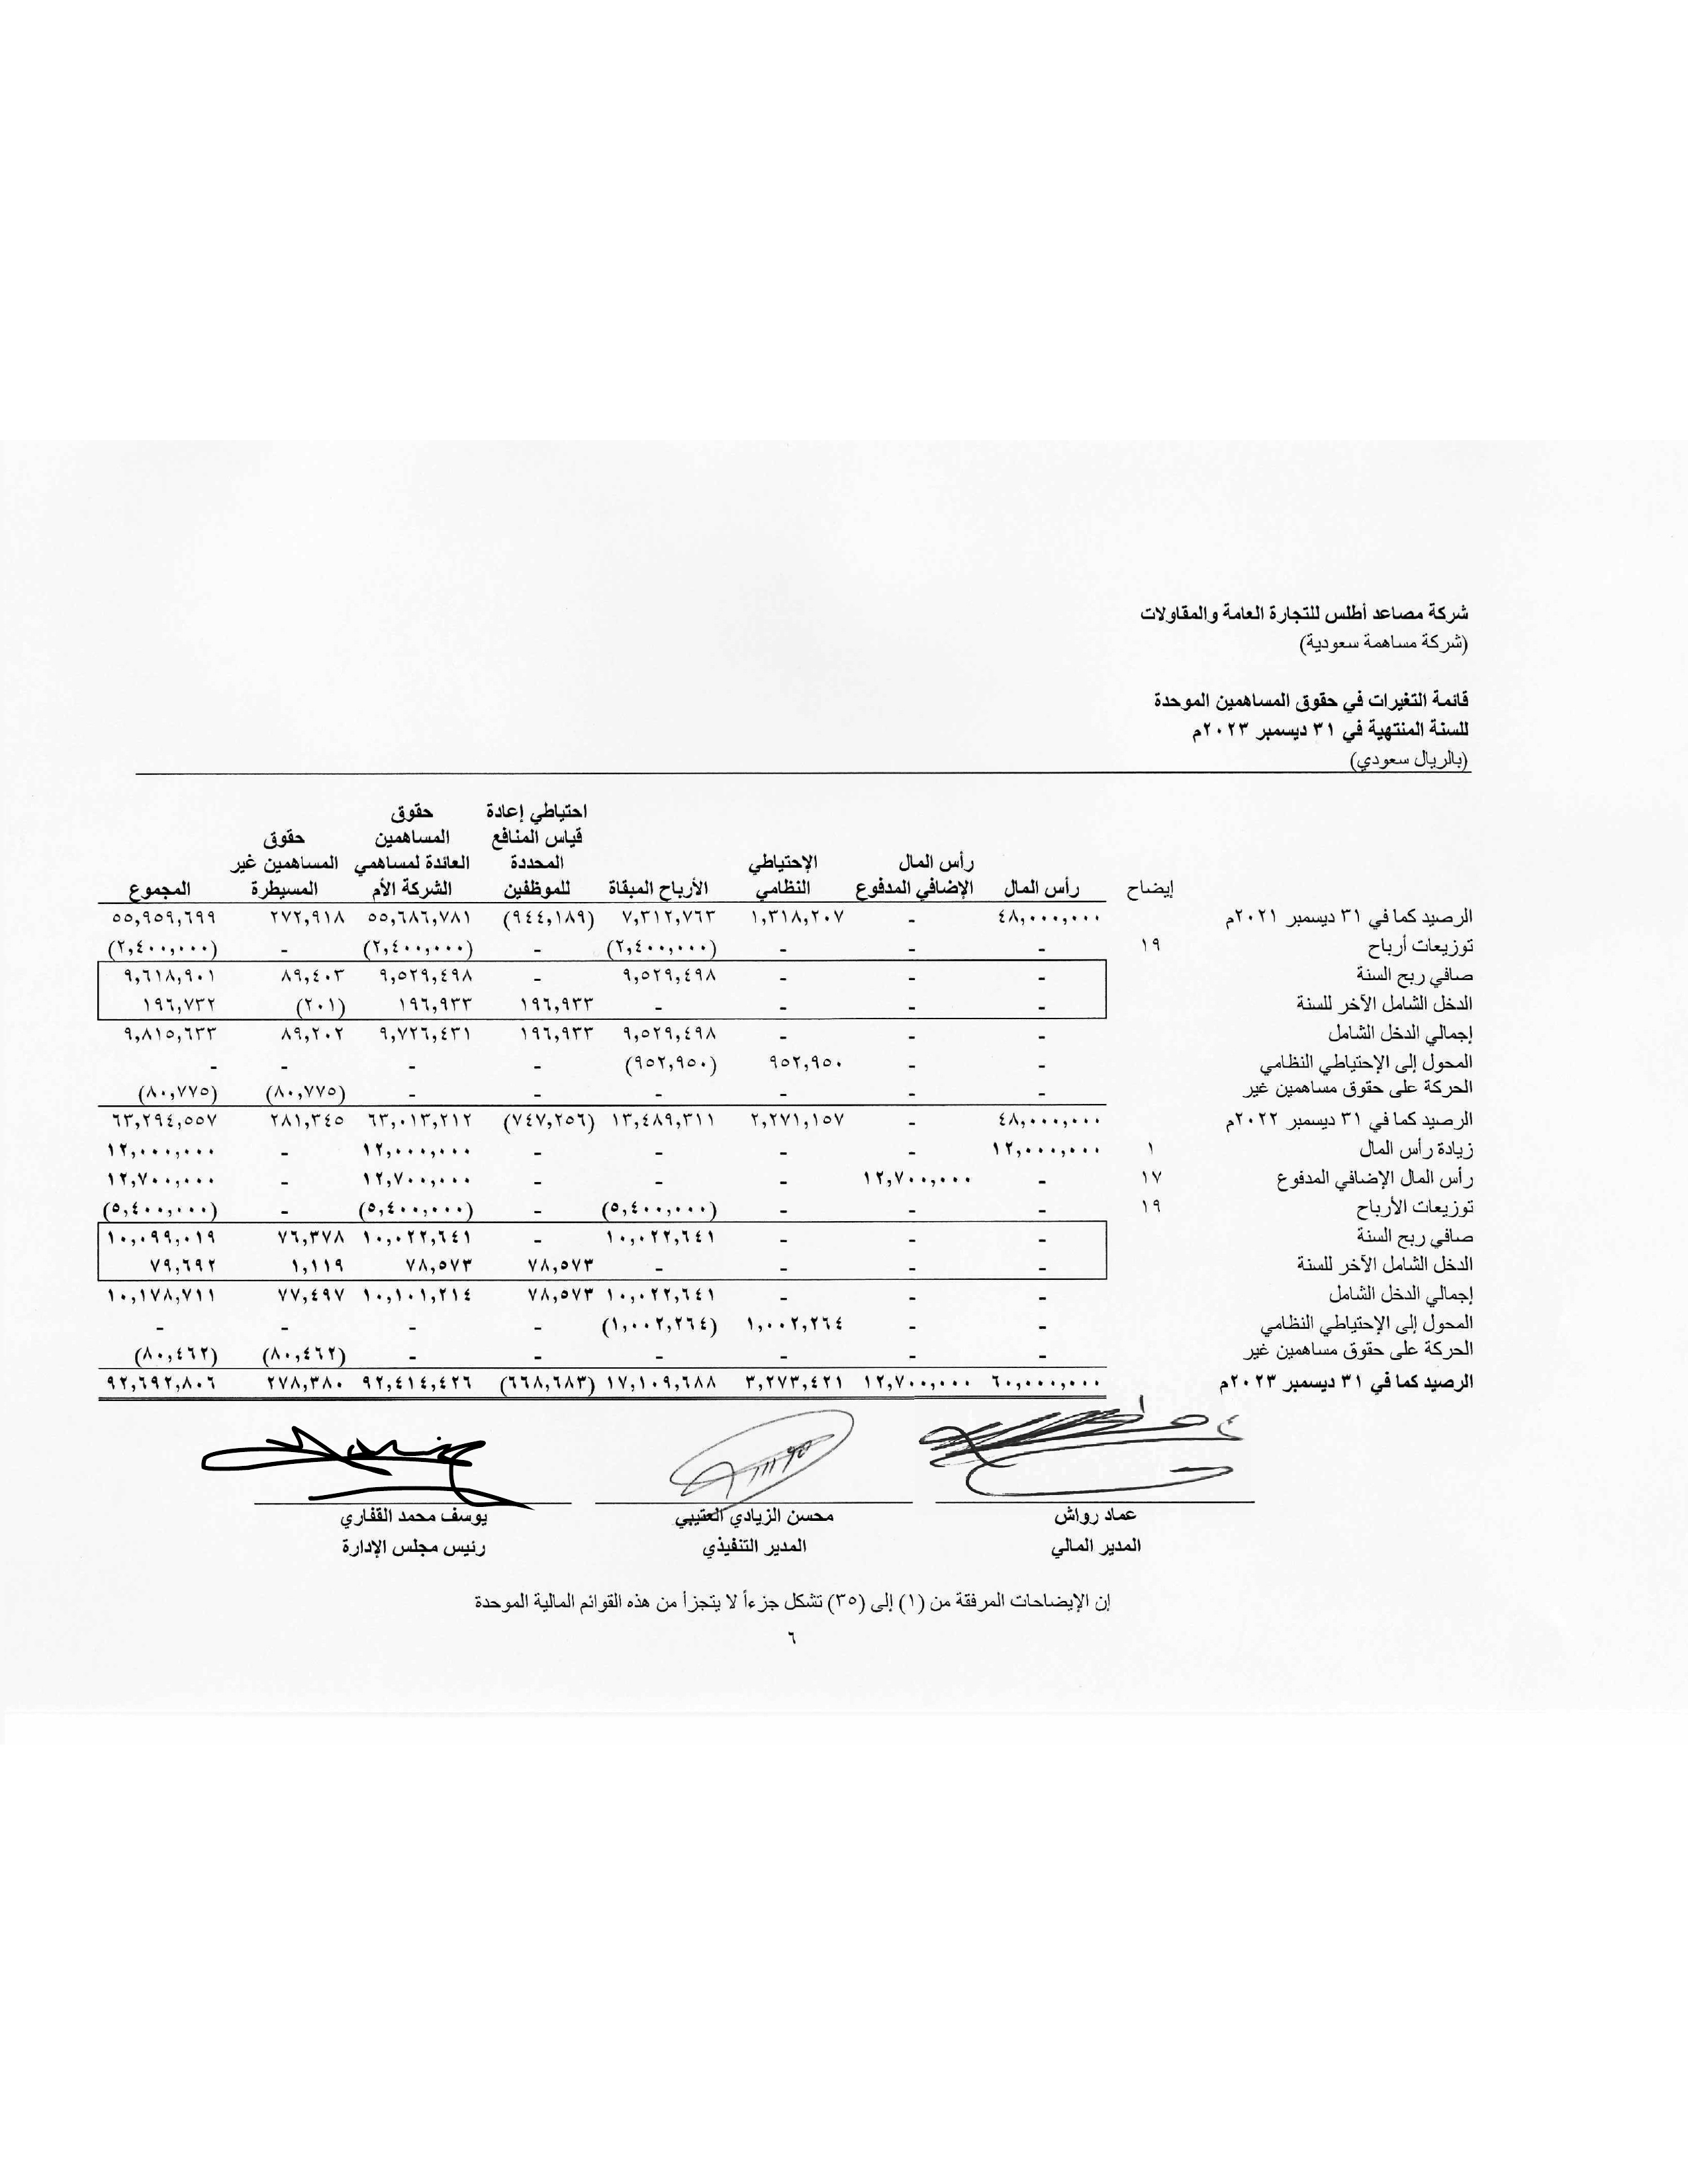 شركة مصاعد أطلس للتجارة العامة والمقاولات
(شركة مساهمة سعودية)
قائمة التغيرات في حقوق المساهمين الموحدة
للسنة المنتهية في ٣١ ديسمبر ٢٠٢٣م
(بالريال سعودي)
إيضاح رأس المال رأس المال الإضافي المدفوع الإحتياطي النظامي الأرباح المبقاة احتياطي إعادة قياس المنافع المحددة للموظفين حقوق المساهمين العائدة لمساهمي الشركة الأم حقوق المساهمين غير المسيطرة المجموع
الرصيد كما في ٣١ ديسمبر ٢٠٢١م ٤٨,٠٠٠,٠٠٠ - ١,٣١٨,٢٠٧ ٧,٣١٢,٧٦٣ (٩٤٤,١٨٩) ٥٥,٦٨٦,٧٨١ ٢٧٢,٩١٨ ٥٥,٩٥٩,٦٩٩
توزيعات أرباح ١٩ - - - (٢,٤٠٠,٠٠٠) - (٢,٤٠٠,٠٠٠) - (٢,٤٠٠,٠٠٠)
صافي ربح السنة - - - ٩,٥٢٩,٤٩٨ - ٩,٥٢٩,٤٩٨ ٨٩,٤٠٣ ٩,٦١٨,٩٠١
الدخل الشامل الآخر للسنة - - - - ١٩٦,٩٣٣ ١٩٦,٩٣٣ (٢٠١) ١٩٦,٧٣٢
إجمالي الدخل الشامل - - - ٩,٥٢٩,٤٩٨ ١٩٦,٩٣٣ ٩,٧٢٦,٤٣١ ٨٩,٢٠٢ ٩,٨١٥,٦٣٣
المحول إلى الإحتياطي النظامي - - ٩٥٢,٩٥٠ (٩٥٢,٩٥٠) - - - -
الحركة على حقوق مساهمين غير - - - - - - (٨٠,٧٧٥) (٨٠,٧٧٥)
الرصيد كما في ٣١ ديسمبر ٢٠٢٢م ٤٨,٠٠٠,٠٠٠ - ٢,٢٧١,١٥٧ ١٣,٤٨٩,٣١١ (٧٤٧,٢٥٦) ٦٣,٠١٣,٢١٢ ٢٨١,٣٤٥ ٦٣,٢٩٤,٥٥٧
زيادة رأس المال ١ ١٢,٠٠٠,٠٠٠ - - - - ١٢,٠٠٠,٠٠٠ - ١٢,٠٠٠,٠٠٠
رأس المال الإضافي المدفوع ١٧ - ١٢,٧٠٠,٠٠٠ - - - ١٢,٧٠٠,٠٠٠ - ١٢,٧٠٠,٠٠٠
توزيعات الأرباح ١٩ - - - (٥,٤٠٠,٠٠٠) - (٥,٤٠٠,٠٠٠) - (٥,٤٠٠,٠٠٠)
صافي ربح السنة - - - ١٠,٠٢٢,٦٤١ - ١٠,٠٢٢,٦٤١ ٧٦,٣٧٨ ١٠,٠٩٩,٠١٩
الدخل الشامل الآخر للسنة - - - - ٧٨,٥٧٣ ٧٨,٥٧٣ ١,١١٩ ٧٩,٦٩٢
إجمالي الدخل الشامل - - - ١٠,٠٢٢,٦٤١ ٧٨,٥٧٣ ١٠,١٠١,٢١٤ ٧٧,٤٩٧ ١٠,١٧٨,٧١١
المحول إلى الإحتياطي النظامي - - ١,٠٠٢,٢٦٤ (١,٠٠٢,٢٦٤) - - - -
الحركة على حقوق مساهمين غير - - - - - - (٨٠,٤٦٢) (٨٠,٤٦٢)
الرصيد كما في ٣١ ديسمبر ٢٠٢٣م ٦٠,٠٠٠,٠٠٠ ١٢,٧٠٠,٠٠٠ ٣,٢٧٣,٤٢١ ١٧,١٠٩,٦٨٨ (٦٦٨,٦٨٣) ٩٢,٤١٤,٤٢٦ ٢٧٨,٣٨٠ ٩٢,٦٩٢,٨٠٦
عماد رواش محسن الزيادي العتيبي يوسف محمد القفاري
المدير المالي المدير التنفيذي رئيس مجلس الإدارة
إن الإيضاحات المرفقة من (١) إلى (٣٥) تشكل جزءاً لا يتجزأ من هذه القوائم المالية الموحدة
٦